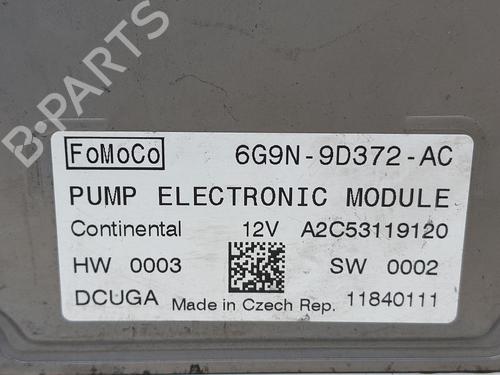 B-PARTS
FoMoCo 6G9N-9D372-AC
PUMP ELECTRONIC MODULE
Continental 12V A2C53119120
HW 0003 SW 0002
DCUGA Made in Czech Rep. 11840111